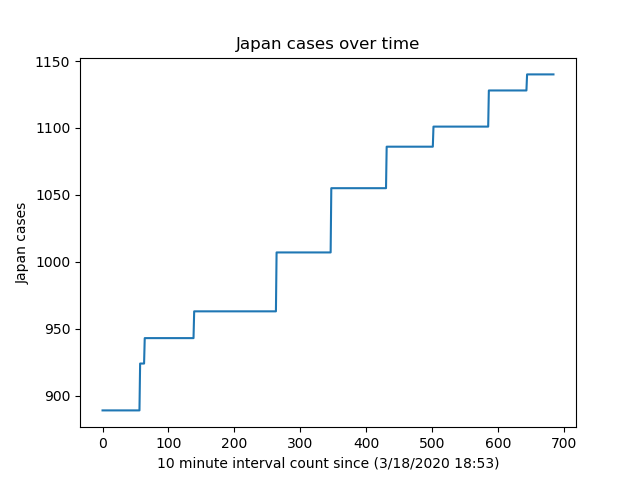 Japan cases over time
Japan cases
1150
1100
1050
1000
950
900
0 100 200 300 400 500 600 700
10 minute interval count since (3/18/2020 18:53)